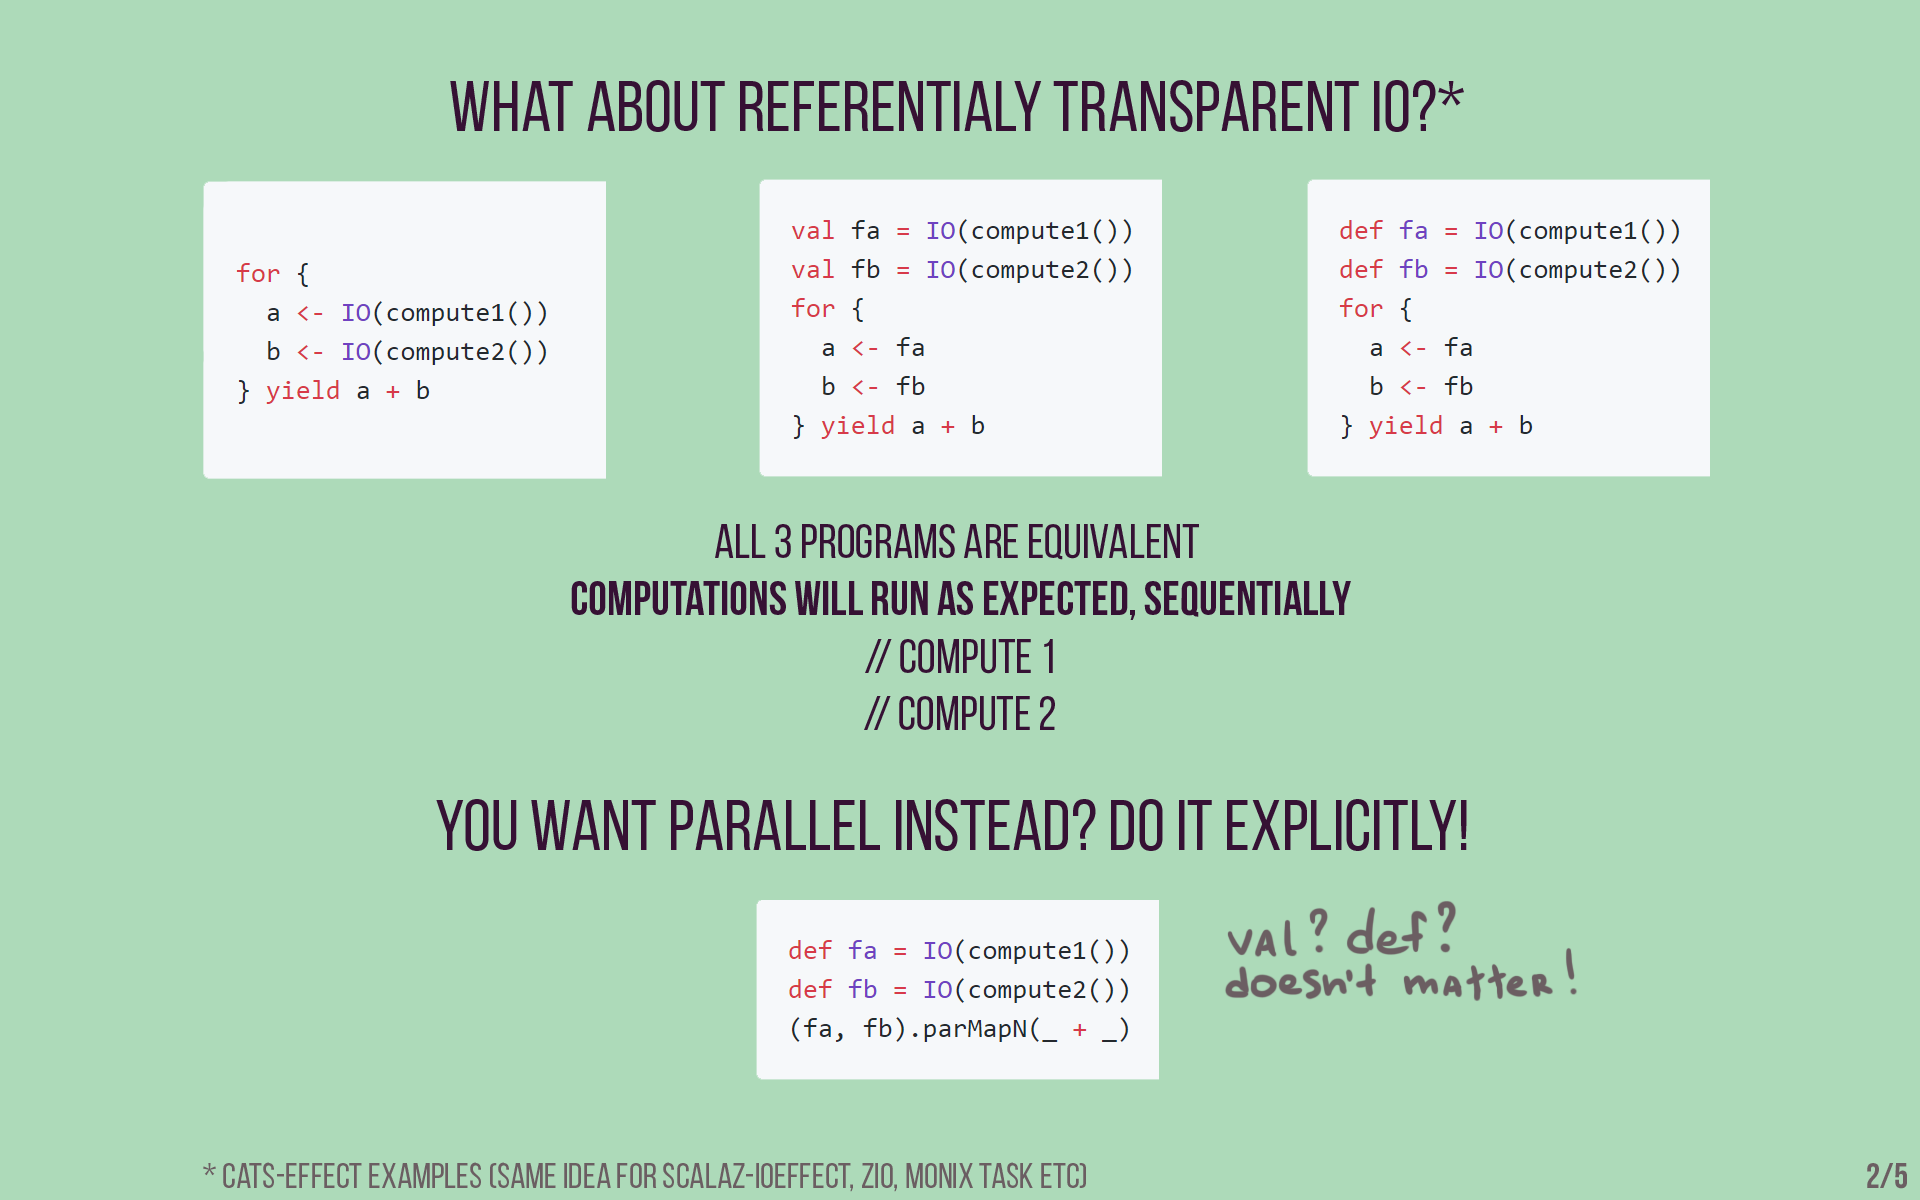 WHAT ABOUT REFERENTIALY TRANSPARENT IO?*
for {
  a <- IO(compute1())
  b <- IO(compute2())
} yield a + b
val fa = IO(compute1())
val fb = IO(compute2())
for {
  a <- fa
  b <- fb
} yield a + b
def fa = IO(compute1())
def fb = IO(compute2())
for {
  a <- fa
  b <- fb
} yield a + b
ALL 3 PROGRAMS ARE EQUIVALENT
COMPUTATIONS WILL RUN AS EXPECTED, SEQUENTIALLY
// COMPUTE 1
// COMPUTE 2
YOU WANT PARALLEL INSTEAD? DO IT EXPLICITLY!
def fa = IO(compute1())
def fb = IO(compute2())
(fa, fb).parMapN(_ + _)
val? def?
doesn't matter!
* CATS-EFFECT EXAMPLES (SAME IDEA FOR SCALAZ-IOEFFECT, ZIO, MONIX TASK ETC)
2/5